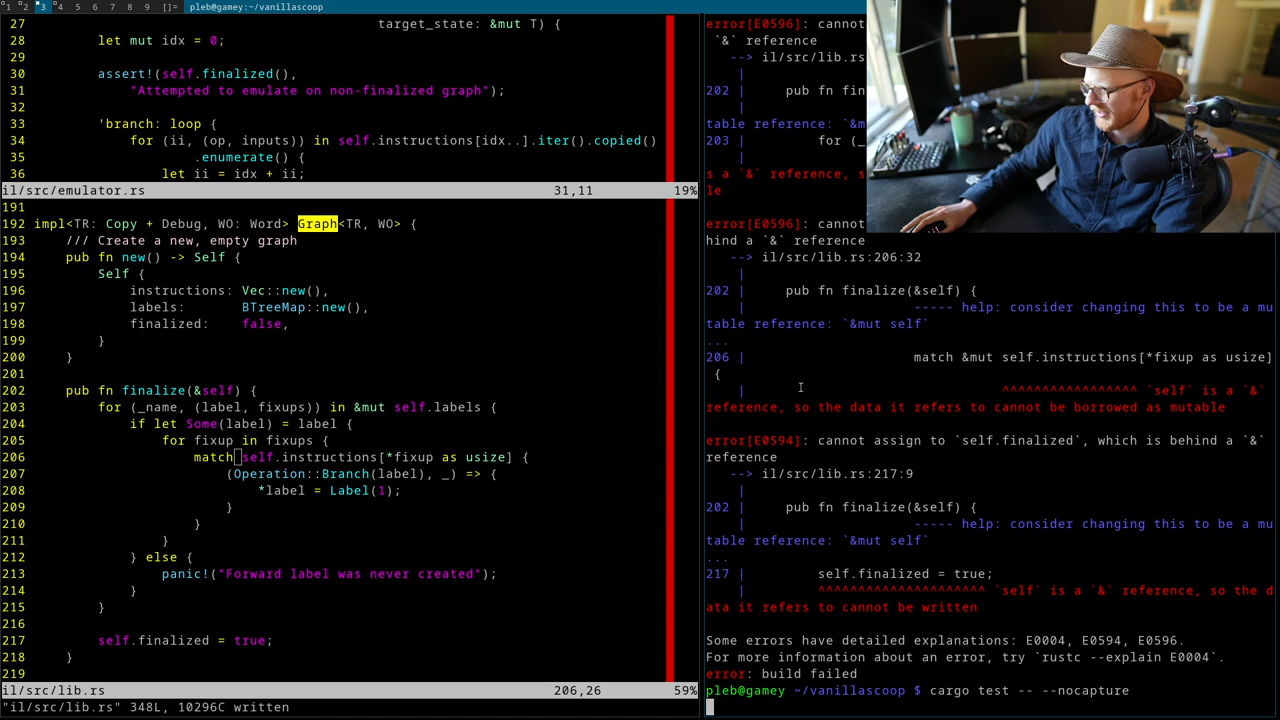 1 2 3 4 5 6 7 8 9 []= pleb@gamey:~/vanillascoop
27 target_state: &mut T) {
28 let mut idx = 0;
29
30 assert!(self.finalized(),
31 "Attempted to emulate on non-finalized graph");
32
33 'branch: loop {
34 for (ii, (op, inputs)) in self.instructions[idx..].iter().copied()
35 .enumerate() {
36 let ii = idx + ii;
il/src/emulator.rs 31,11 19%
191
192 impl<TR: Copy + Debug, WO: Word> Graph<TR, WO> {
193 /// Create a new, empty graph
194 pub fn new() -> Self {
195 Self {
196 instructions: Vec::new(),
197 labels: BTreeMap::new(),
198 finalized: false,
199 }
200 }
201
202 pub fn finalize(&self) {
203 for (_name, (label, fixups)) in &mut self.labels {
204 if let Some(label) = label {
205 for fixup in fixups {
206 match self.instructions[*fixup as usize] {
207 (Operation::Branch(label), _) => {
208 *label = Label(1);
209 }
210 }
211 }
212 } else {
213 panic!("Forward label was never created");
214 }
215 }
216
217 self.finalized = true;
218 }
219
il/src/lib.rs 206,26 59%
"il/src/lib.rs" 348L, 10296C written
error[E0596]: cannot
`&` reference
--> il/src/lib.rs
|
202 | pub fn fin
|
table reference: `&m
203 | for (_
|
s a `&` reference, s
le
error[E0596]: cannot
hind a `&` reference
--> il/src/lib.rs:206:32
|
202 | pub fn finalize(&self) {
| ----- help: consider changing this to be a mu
table reference: `&mut self`
...
206 | match &mut self.instructions[*fixup as usize]
{
| ^^^^^^^^^^^^^^^^^ `self` is a `&`
reference, so the data it refers to cannot be borrowed as mutable
error[E0594]: cannot assign to `self.finalized`, which is behind a `&`
reference
--> il/src/lib.rs:217:9
|
202 | pub fn finalize(&self) {
| ----- help: consider changing this to be a mu
table reference: `&mut self`
...
217 | self.finalized = true;
| ^^^^^^^^^^^^^^^^^^^^^ `self` is a `&` reference, so the d
ata it refers to cannot be written
Some errors have detailed explanations: E0004, E0594, E0596.
For more information about an error, try `rustc --explain E0004`.
error: build failed
pleb@gamey ~/vanillascoop $ cargo test -- --nocapture